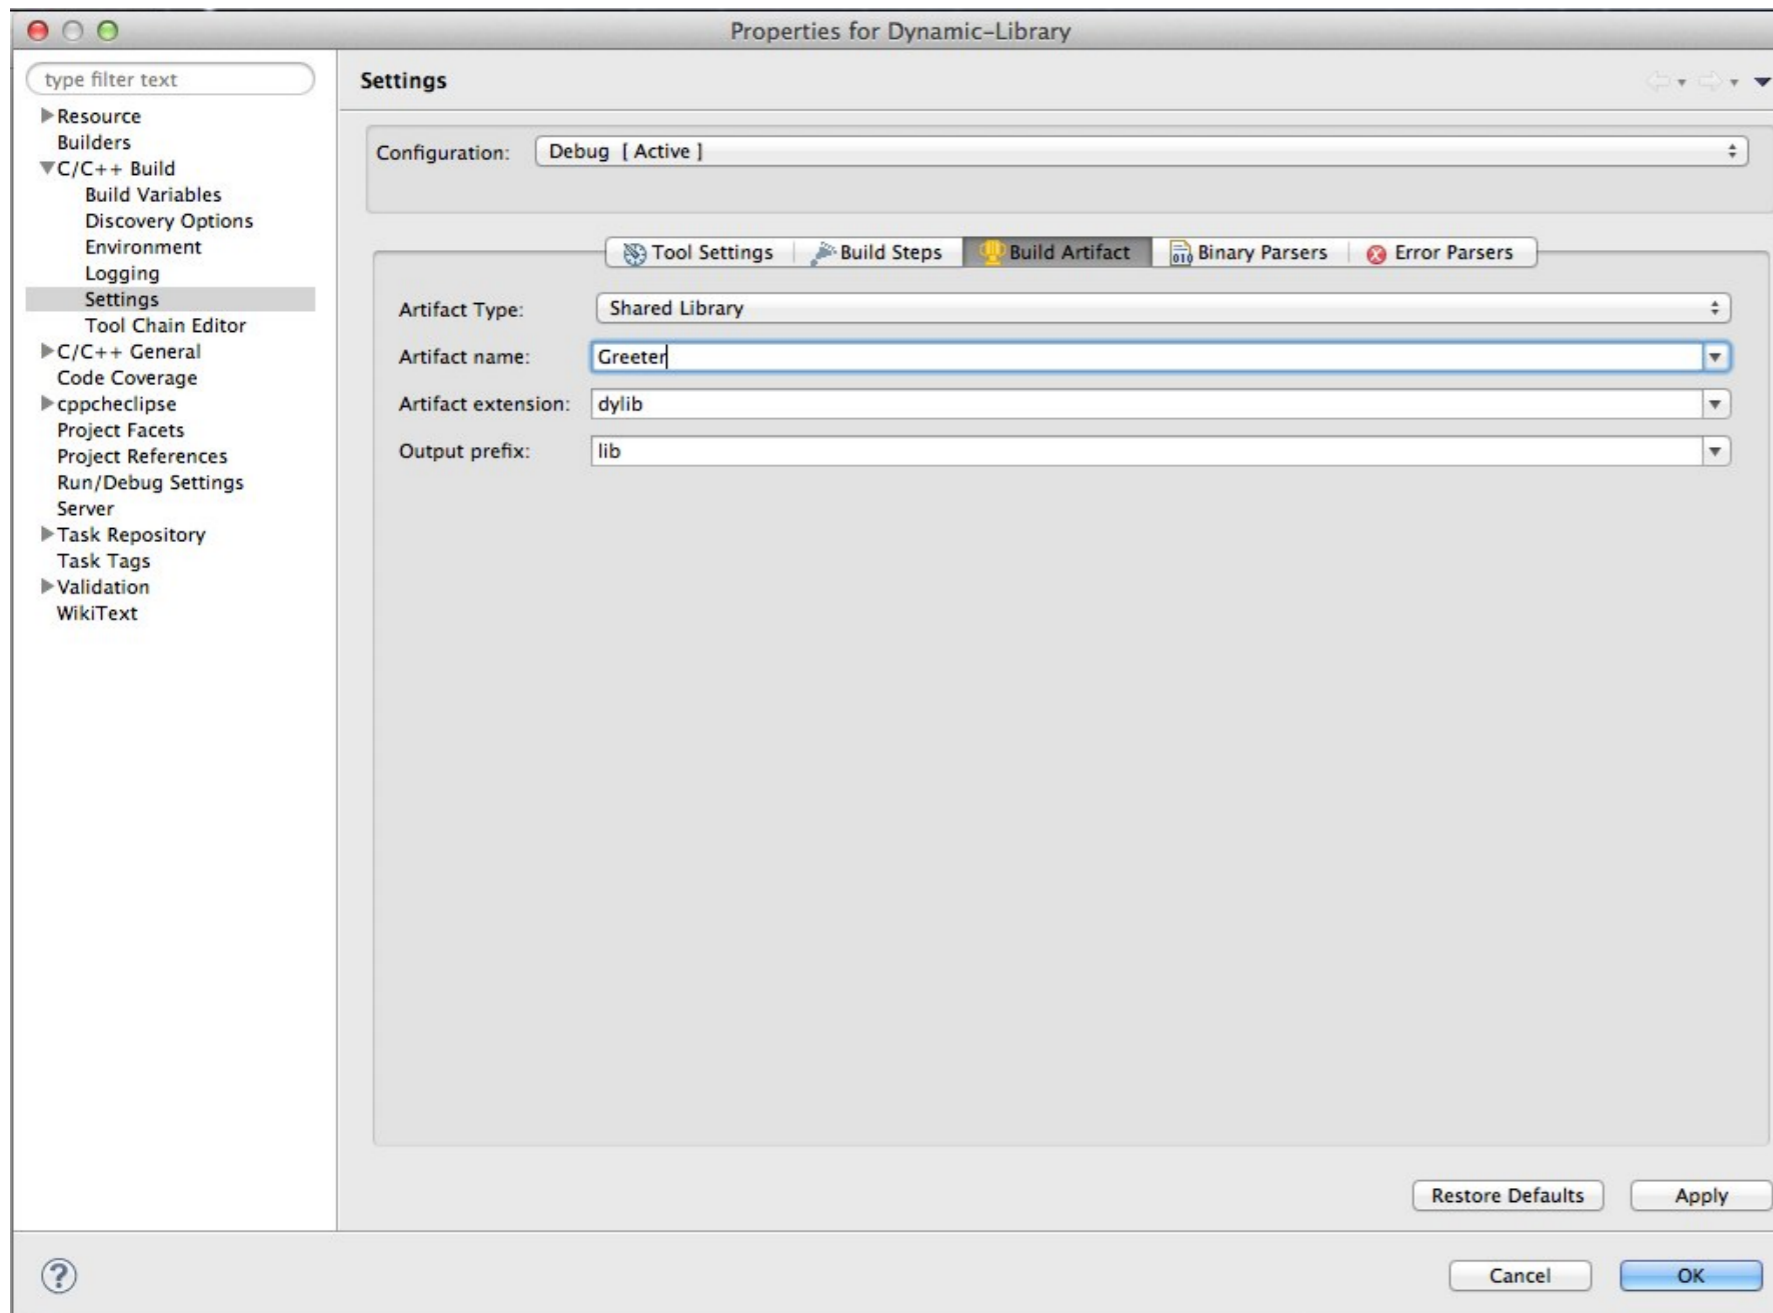 Properties for Dynamic-Library
type filter text
Resource
Builders
C/C++ Build
Build Variables
Discovery Options
Environment
Logging
Settings
Tool Chain Editor
C/C++ General
Code Coverage
cppcheclipse
Project Facets
Project References
Run/Debug Settings
Server
Task Repository
Task Tags
Validation
WikiText
Settings
Configuration: Debug [ Active ]
Tool Settings Build Steps Build Artifact 010 Binary Parsers Error Parsers
Artifact Type: Shared Library
Artifact name: Greeter
Artifact extension: dylib
Output prefix: lib
Restore Defaults Apply
? Cancel OK